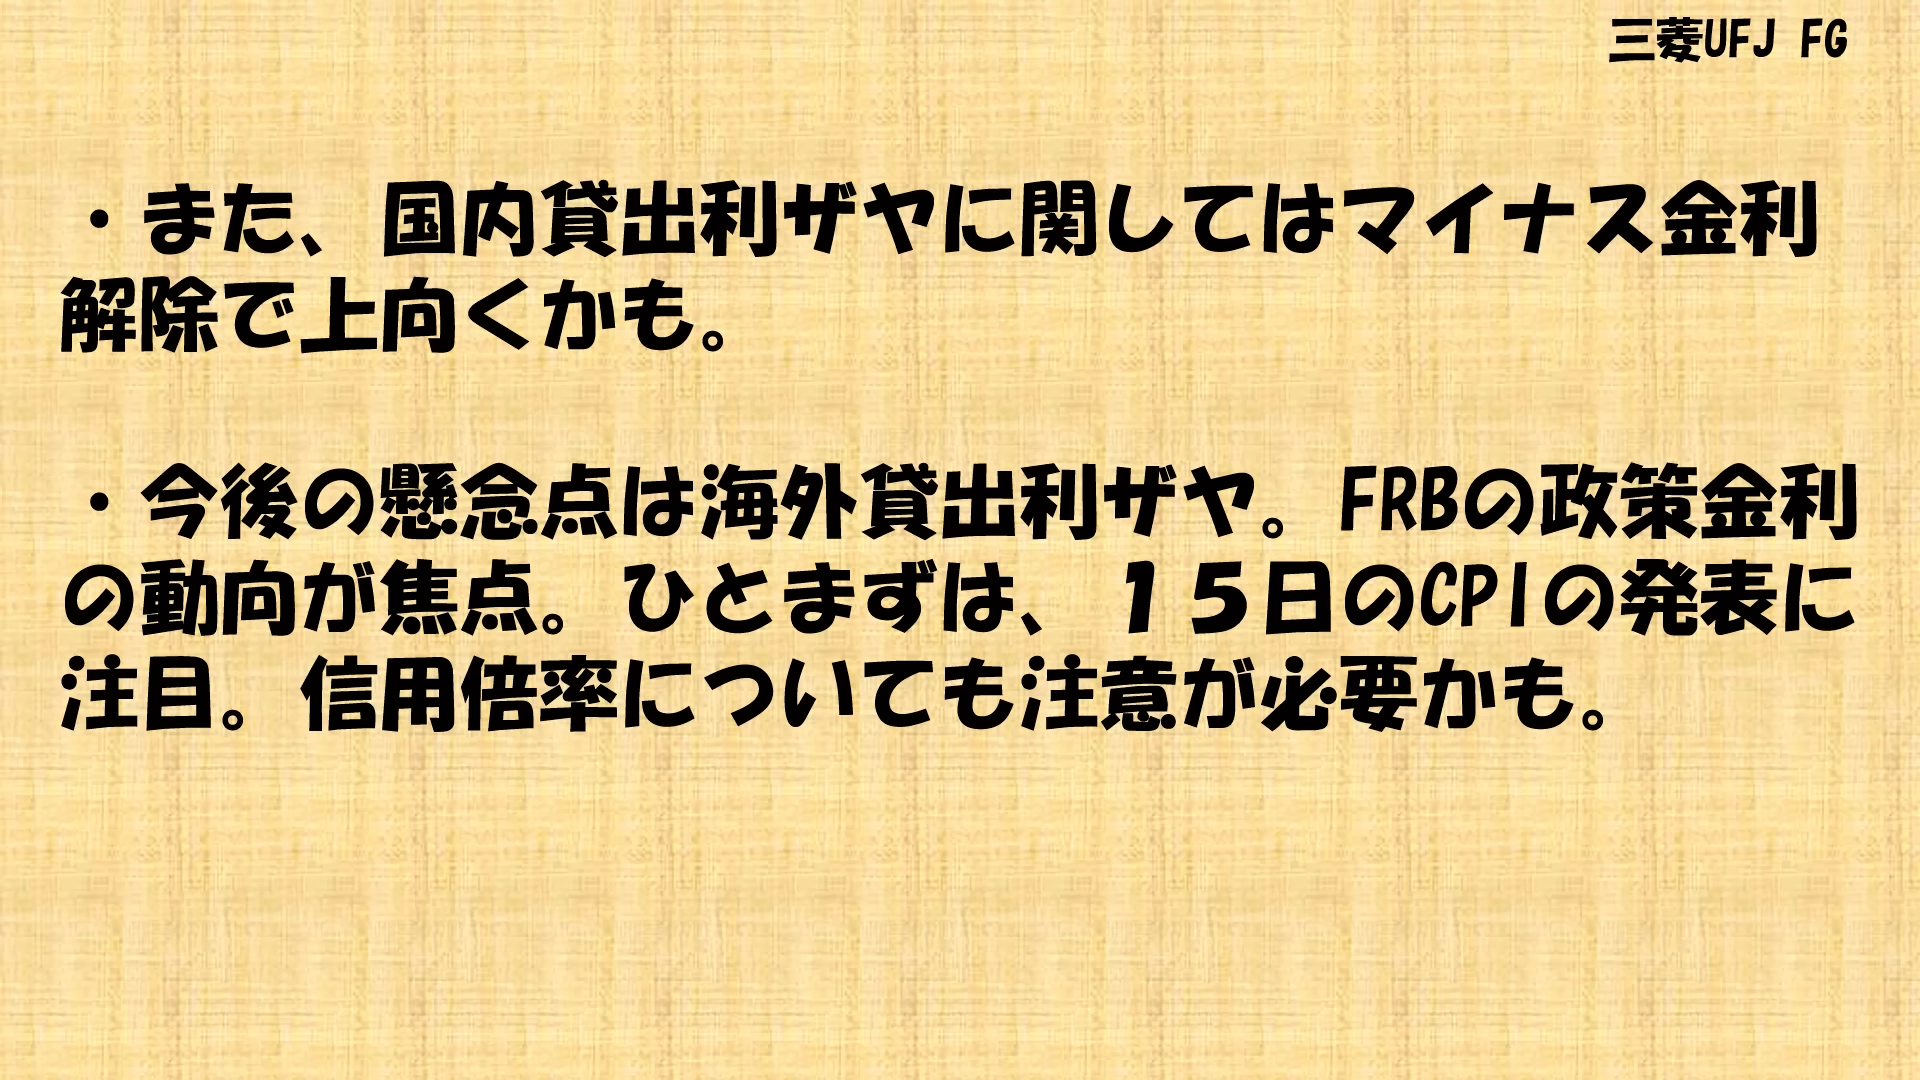 三菱UFJ FG
・また、国内貸出利ザヤに関してはマイナス金利
解除で上向くかも。
・今後の懸念点は海外貸出利ザヤ。FRBの政策金利
の動向が焦点。ひとまずは、１５日のCPIの発表に
注目。信用倍率についても注意が必要かも。